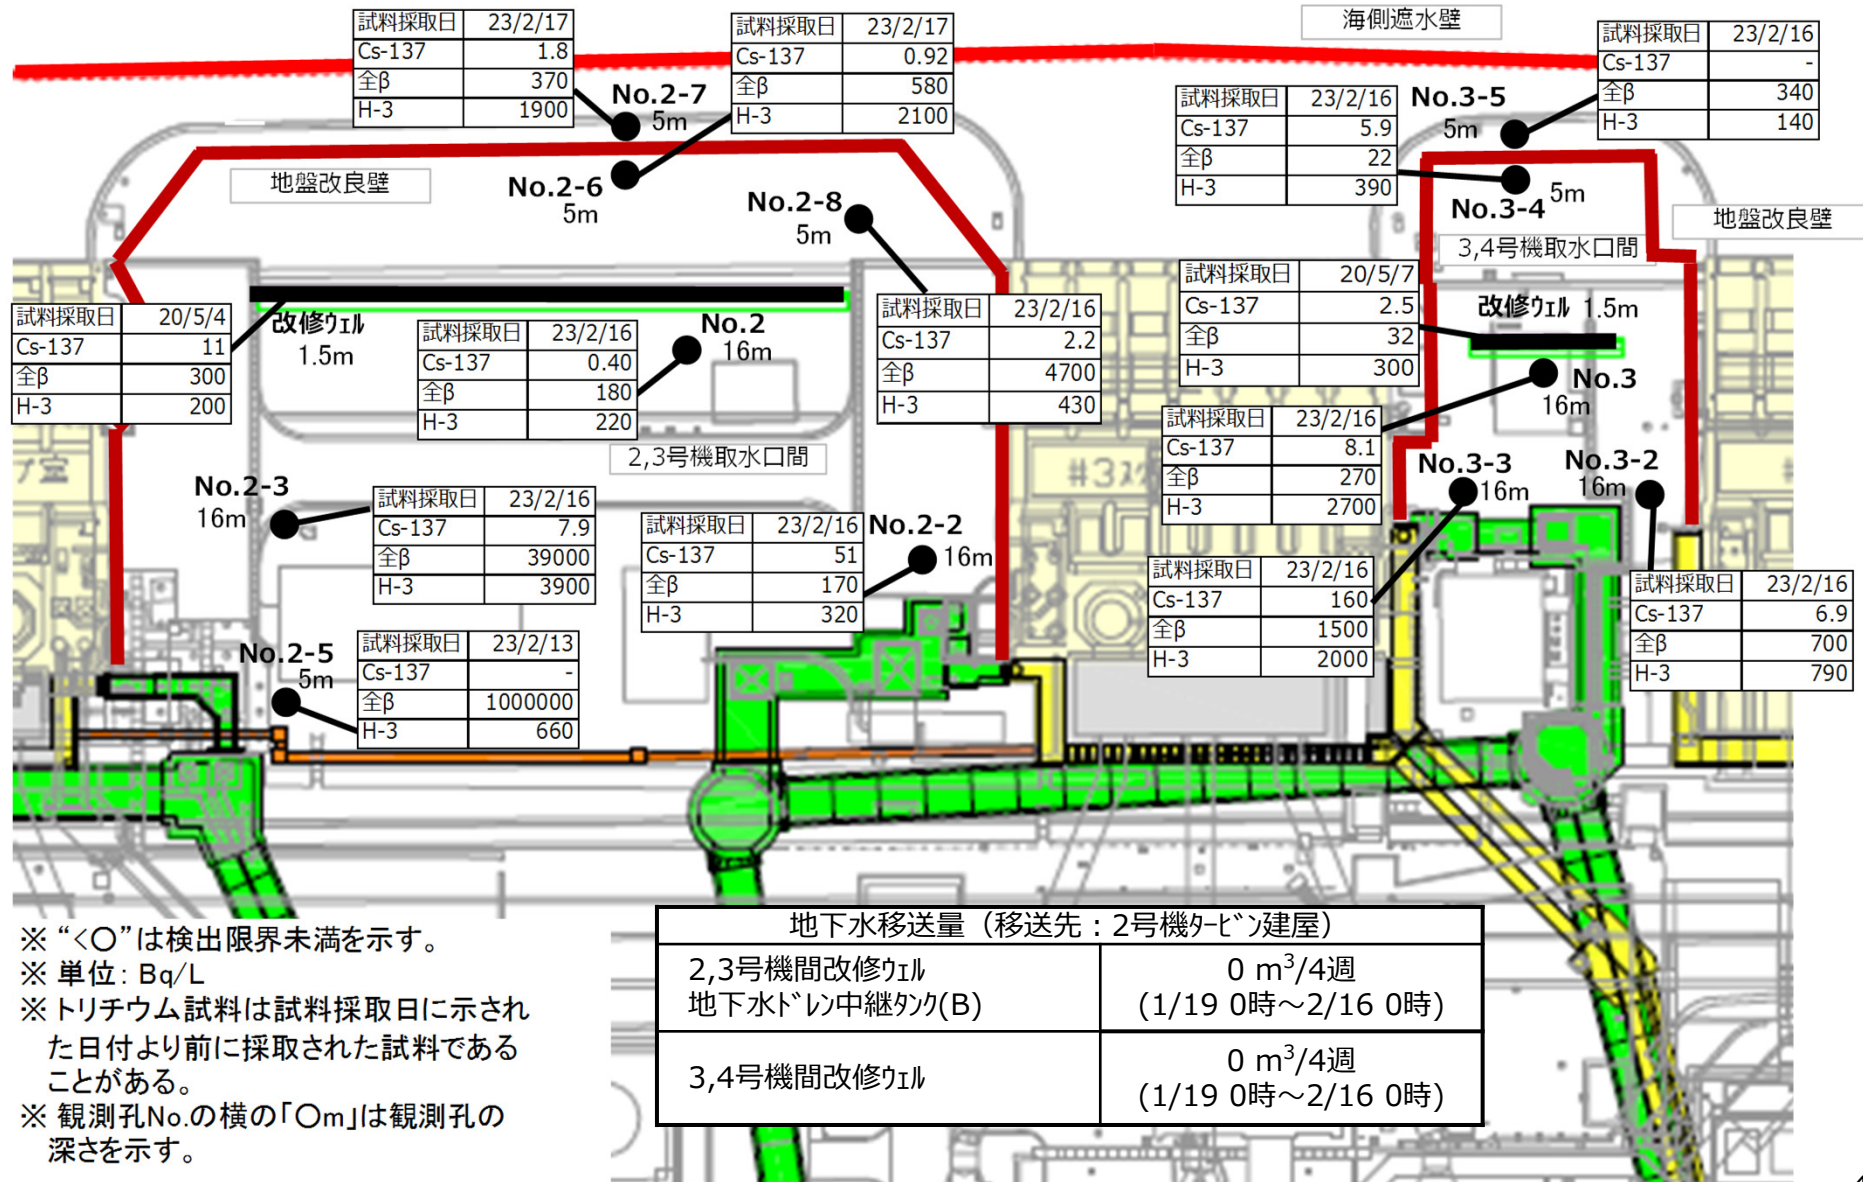 海側遮水壁
試料採取日 23/2/17
Cs-137 1.8
全β 370
H-3 1900
No.2-7
5m
試料採取日 23/2/17
Cs-137 0.92
全β 580
H-3 2100
No.2-6
5m
地盤改良壁
No.2-8
5m
試料採取日 23/2/16
Cs-137 5.9
全β 22
H-3 390
No.3-5
5m
試料採取日 23/2/16
Cs-137 -
全β 340
H-3 140
No.3-4
5m
地盤改良壁
3,4号機取水口間
試料採取日 20/5/4
Cs-137 11
全β 300
H-3 200
改修ｳｪﾙ
1.5m
試料採取日 23/2/16
Cs-137 0.40
全β 180
H-3 220
No.2
16m
試料採取日 23/2/16
Cs-137 2.2
全β 4700
H-3 430
試料採取日 20/5/7
Cs-137 2.5
全β 32
H-3 300
改修ｳｪﾙ 1.5m
No.3
16m
試料採取日 23/2/16
Cs-137 8.1
全β 270
H-3 2700
2,3号機取水口間
No.2-3
16m
試料採取日 23/2/16
Cs-137 7.9
全β 39000
H-3 3900
試料採取日 23/2/16
Cs-137 51
全β 170
H-3 320
No.2-2
16m
No.3-3
16m
No.3-2
16m
試料採取日 23/2/16
Cs-137 160
全β 1500
H-3 2000
試料採取日 23/2/16
Cs-137 6.9
全β 700
H-3 790
No.2-5
5m
試料採取日 23/2/13
Cs-137 -
全β 1000000
H-3 660
※ “<○”は検出限界未満を示す。
※ 単位：Bq/L
※ トリチウム試料は試料採取日に示され
た日付より前に採取された試料である
ことがある。
※ 観測孔No.の横の「○m」は観測孔の
深さを示す。
地下水移送量（移送先：2号機ﾀｰﾋﾞﾝ建屋）
2,3号機間改修ｳｪﾙ
地下水ﾄﾞﾚﾝ中継ﾀﾝｸ(B)
0 m³/4週
(1/19 0時～2/16 0時)
3,4号機間改修ｳｪﾙ
0 m³/4週
(1/19 0時～2/16 0時)